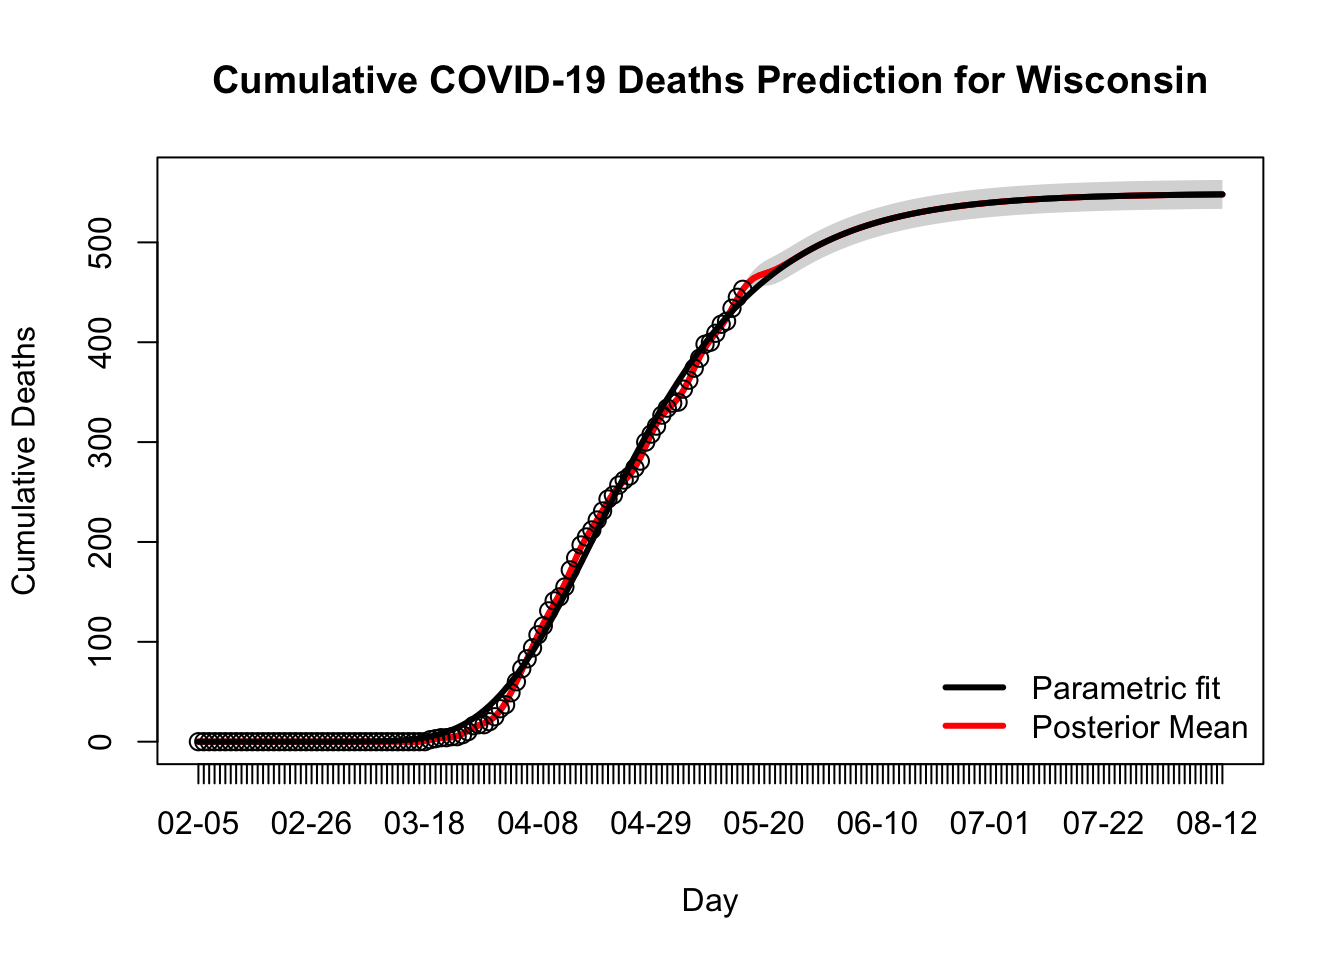 Cumulative COVID-19 Deaths Prediction for Wisconsin
Cumulative Deaths
500
400
300
200
100
0
Parametric fit
Posterior Mean
02-05 02-26 03-18 04-08 04-29 05-20 06-10 07-01 07-22 08-12
Day